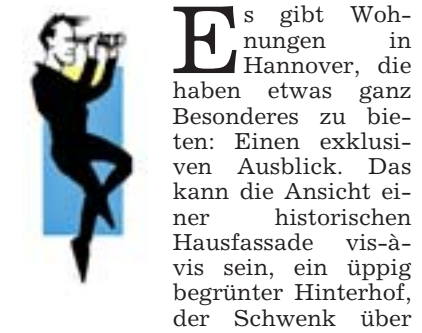 Es gibt Woh-
nungen in
Hannover, die
haben etwas ganz
Besonderes zu bie-
ten: Einen exklusi-
ven Ausblick. Das
kann die Ansicht ei-
ner historischen
Hausfassade vis-à-
vis sein, ein üppig
begrünter Hinterhof,
der Schwenk über